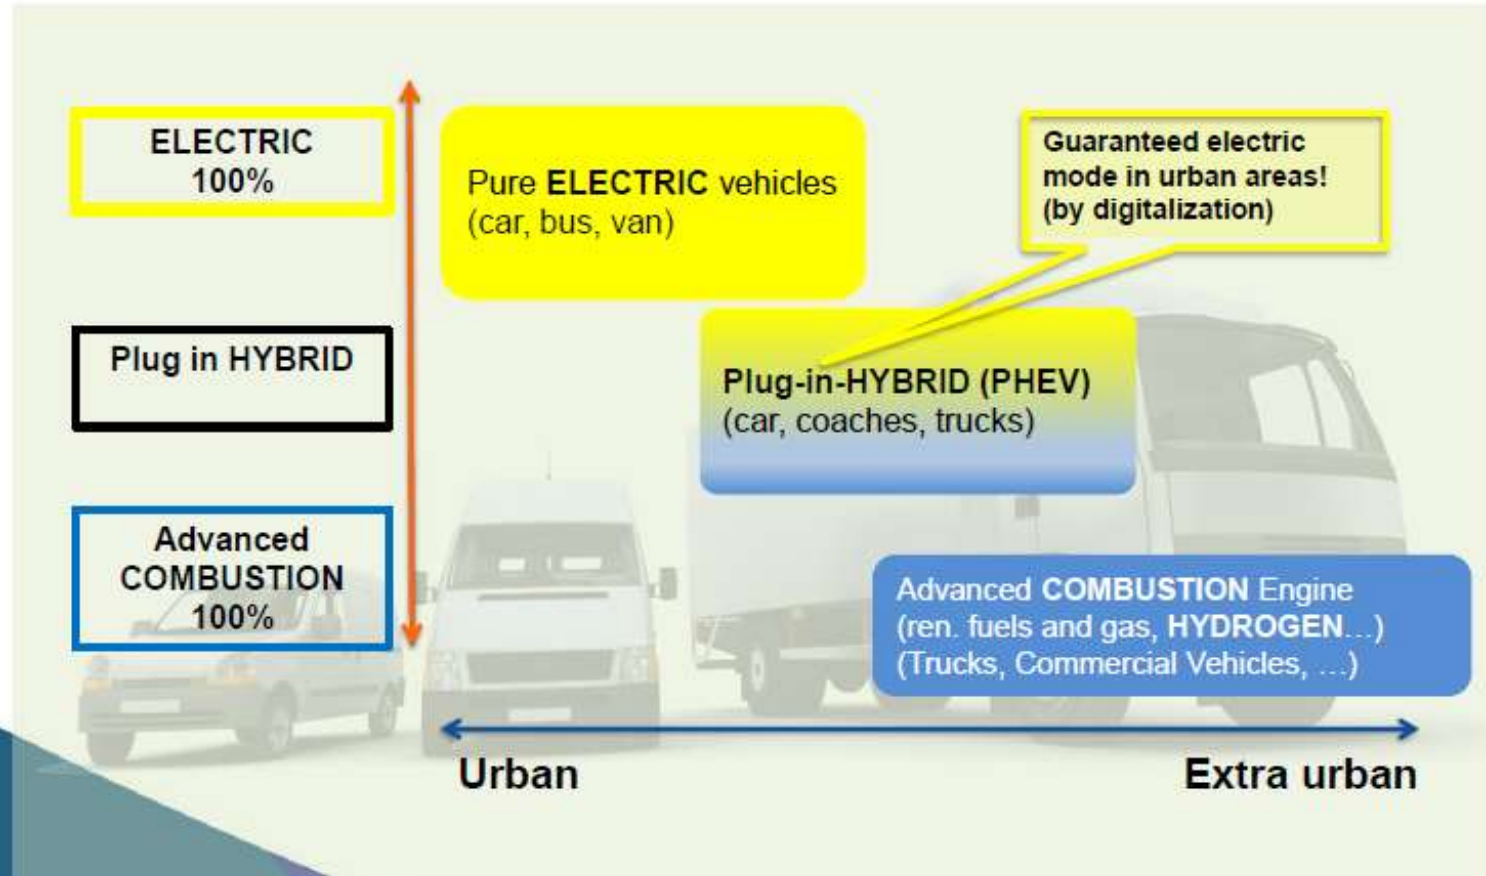 ELECTRIC
100%
Pure ELECTRIC vehicles
(car, bus, van)
Guaranteed electric
mode in urban areas!
(by digitalization)
Plug in HYBRID
Plug-in-HYBRID (PHEV)
(car, coaches, trucks)
Advanced
COMBUSTION
100%
Advanced COMBUSTION Engine
(ren. fuels and gas, HYDROGEN...)
(Trucks, Commercial Vehicles, ...)
Urban
Extra urban